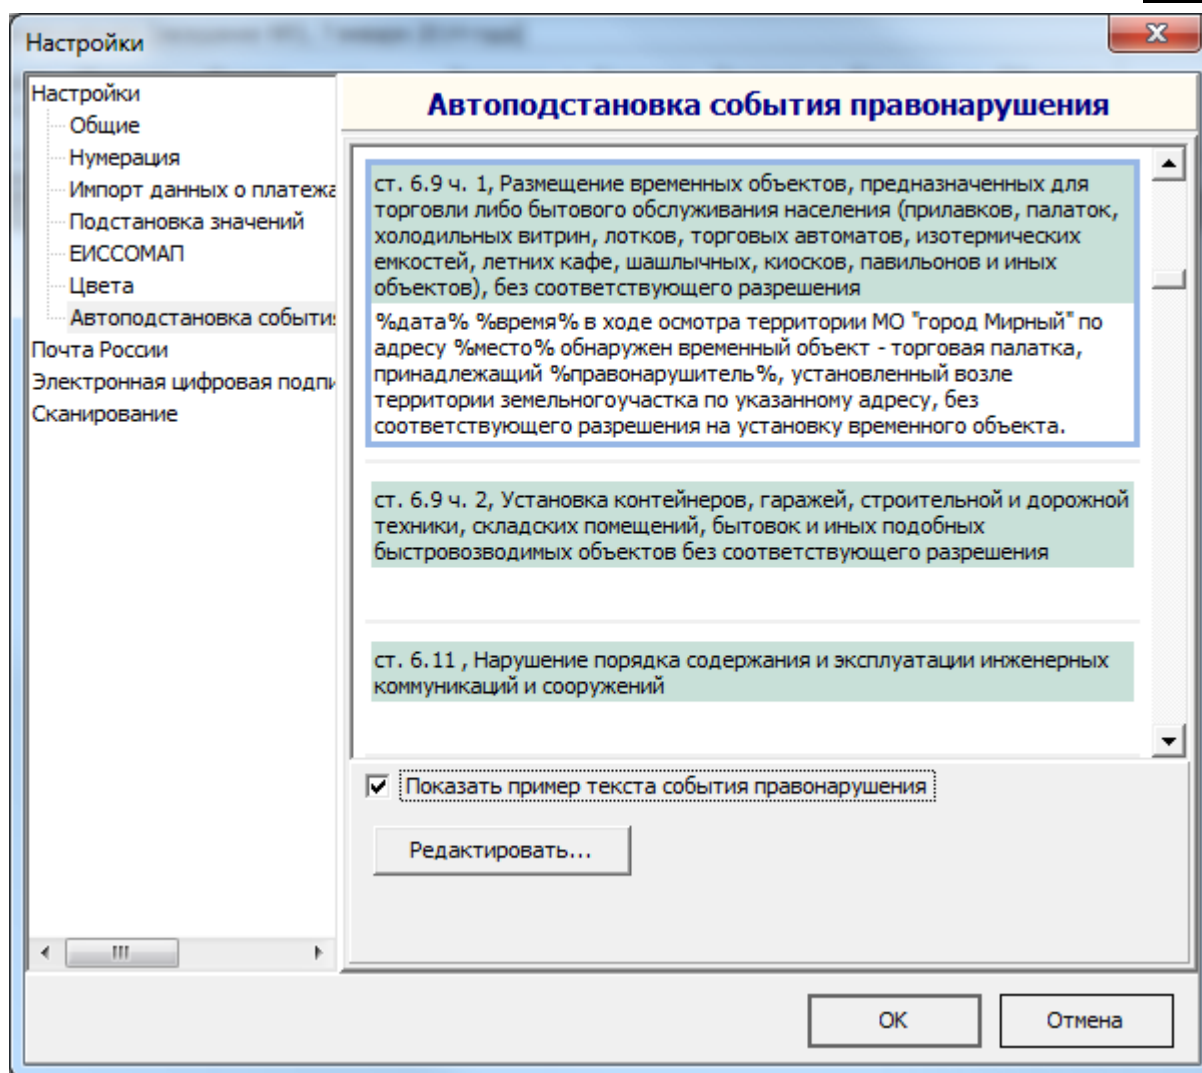 Настройки
Настройки
Общие
Нумерация
Импорт данных о платежа
Подстановка значений
ЕИССОМАП
Цвета
Автоподстановка событи
Почта России
Электронная цифровая подпи
Сканирование
Автоподстановка события правонарушения
ст. 6.9 ч. 1, Размещение временных объектов, предназначенных для
торговли либо бытового обслуживания населения (прилавков, палаток,
холодильных витрин, лотков, торговых автоматов, изотермических
емкостей, летних кафе, шашлычных, киосков, павильонов и иных
объектов), без соответствующего разрешения
%дата% %время% в ходе осмотра территории МО "город Мирный" по
адресу %место% обнаружен временный объект - торговая палатка,
принадлежащий %правонарушитель%, установленный возле
территории земельногоучастка по указанному адресу, без
соответствующего разрешения на установку временного объекта.
ст. 6.9 ч. 2, Установка контейнеров, гаражей, строительной и дорожной
техники, складских помещений, бытовок и иных подобных
быстровозводимых объектов без соответствующего разрешения
ст. 6.11 , Нарушение порядка содержания и эксплуатации инженерных
коммуникаций и сооружений
Показать пример текста события правонарушения
Редактировать...
ОК
Отмена